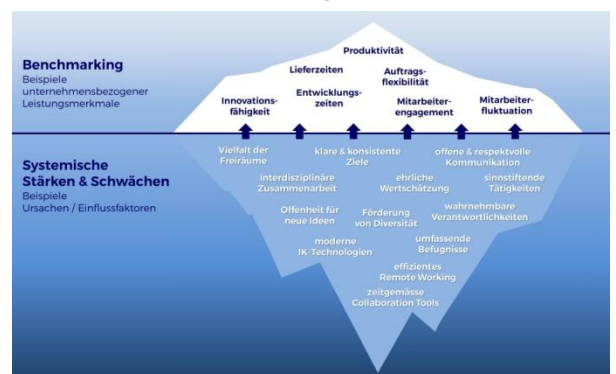 Benchmarking
Beispiele
unternehmensbezogener
Leistungsmerkmale
Produktivität
Lieferzeiten
Auftrags-
flexibilität
Entwicklungs-
zeiten
Innovations-
fähigkeit
Mitarbeiter-
engagement
Mitarbeiter-
fluktuation
Systemische
Stärken & Schwächen
Beispiele
Ursachen / Einflussfaktoren
Vielfalt der
Freiräume
klare & konsistente
Ziele
offene & respektvolle
Kommunikation
interdisziplinäre
Zusammenarbeit
ehrliche
Wertschätzung
sinnstiftende
Tätigkeiten
Offenheit für
neue Ideen
Förderung
von Diversität
wahrnehmbare
Verantwortlichkeiten
moderne
IK-Technologien
umfassende
Befugnisse
effizientes
Remote Working
zeitgemässe
Collaboration Tools